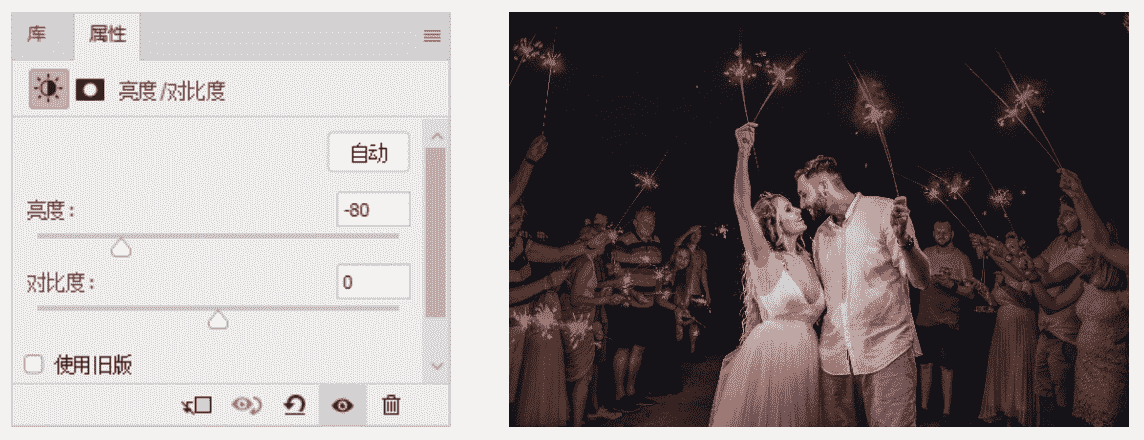 库 属性
亮度/对比度
自动
亮度: -80
对比度: 0
使用旧版